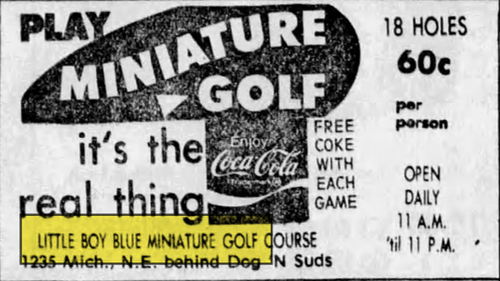 PLAY
MINIATURE
GOLF
it's the
real thing
Enjoy
Coca-Cola
Trademark®
FREE
COKE
WITH
EACH
GAME
LITTLE BOY BLUE MINIATURE GOLF COURSE
1235 Mich., N.E. behind Dog 'N Suds
18 HOLES
60c
per
person
OPEN
DAILY
11 A.M.
'til 11 P.M.